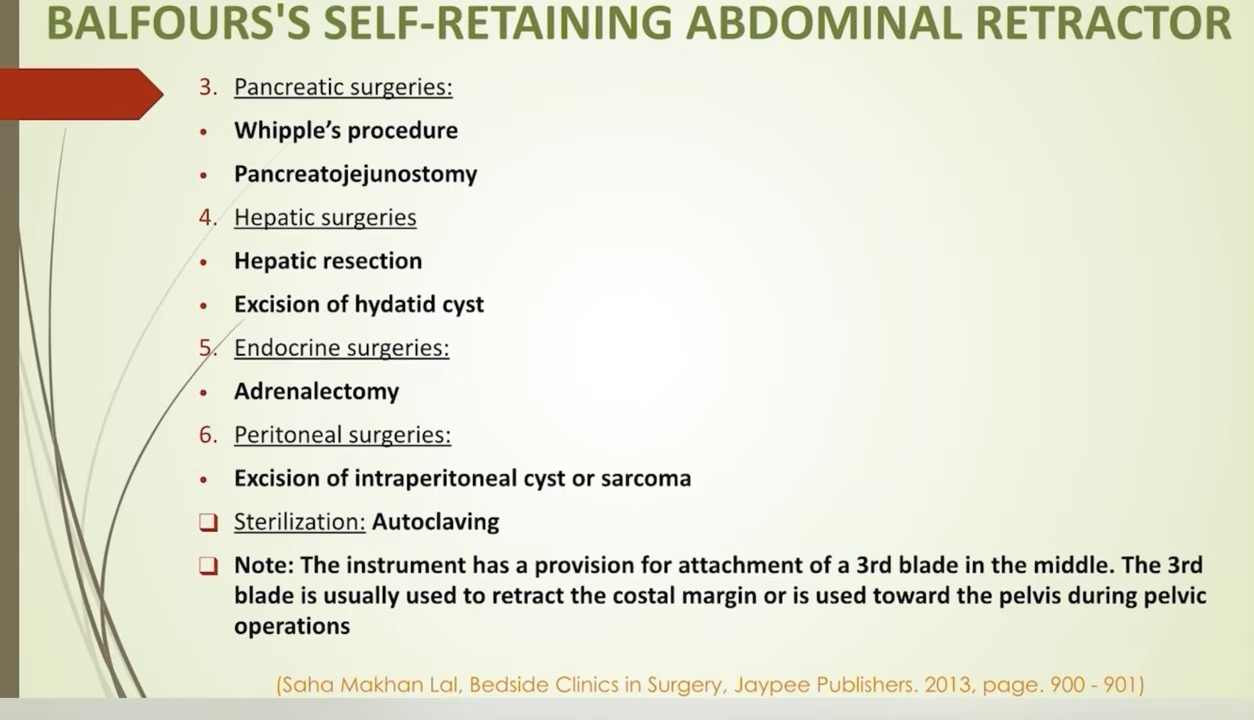 BALFOURS'S SELF-RETAINING ABDOMINAL RETRACTOR
3. Pancreatic surgeries:
• Whipple’s procedure
• Pancreatojejunostomy
4. Hepatic surgeries
• Hepatic resection
• Excision of hydatid cyst
5. Endocrine surgeries:
• Adrenalectomy
6. Peritoneal surgeries:
• Excision of intraperitoneal cyst or sarcoma
❑ Sterilization: Autoclaving
❑ Note: The instrument has a provision for attachment of a 3rd blade in the middle. The 3rd
blade is usually used to retract the costal margin or is used toward the pelvis during pelvic
operations
(Saha Makhan Lal, Bedside Clinics in Surgery, Jaypee Publishers. 2013, page. 900 - 901)